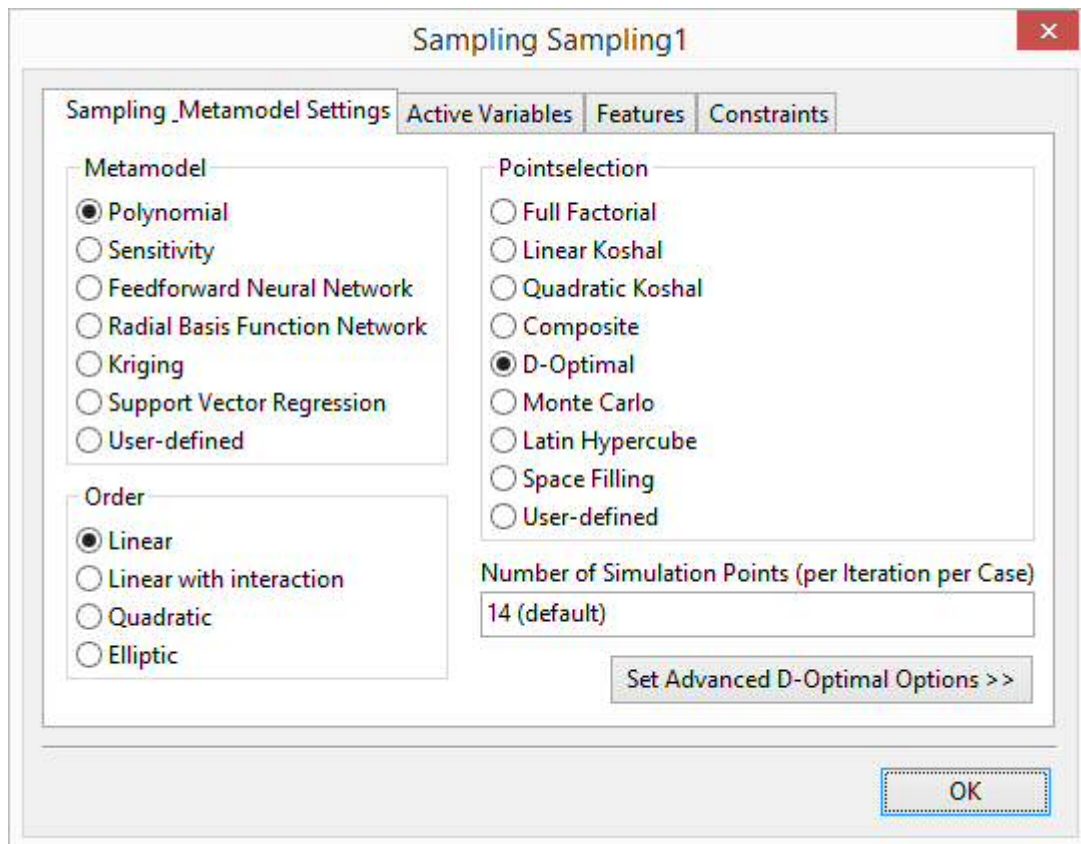 Sampling Sampling1
Sampling _Metamodel Settings
Active Variables
Features
Constraints
Metamodel
Polynomial
Sensitivity
Feedforward Neural Network
Radial Basis Function Network
Kriging
Support Vector Regression
User-defined
Order
Linear
Linear with interaction
Quadratic
Elliptic
Pointselection
Full Factorial
Linear Koshal
Quadratic Koshal
Composite
D-Optimal
Monte Carlo
Latin Hypercube
Space Filling
User-defined
Number of Simulation Points (per Iteration per Case)
14 (default)
Set Advanced D-Optimal Options >>
OK